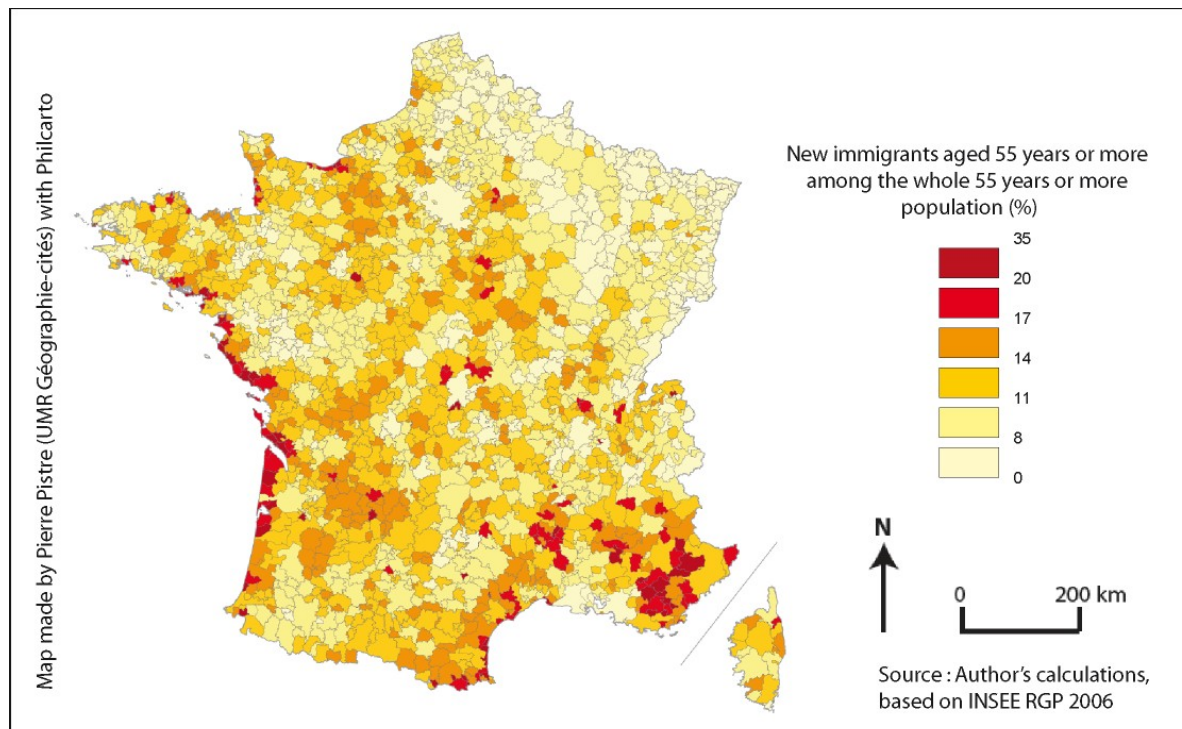 Map made by Pierre Pistre (UMR Géographie-cités) with Philcarto
New immigrants aged 55 years or more
among the whole 55 years or more
population (%)
35
20
17
14
11
8
0
N
0 200 km
Source : Author's calculations,
based on INSEE RGP 2006